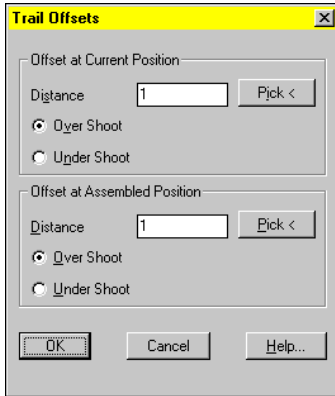 Trail Offsets
Offset at Current Position
Distance 1 Pick <
Over Shoot
Under Shoot
Offset at Assembled Position
Distance 1 Pick <
Over Shoot
Under Shoot
OK Cancel Help...